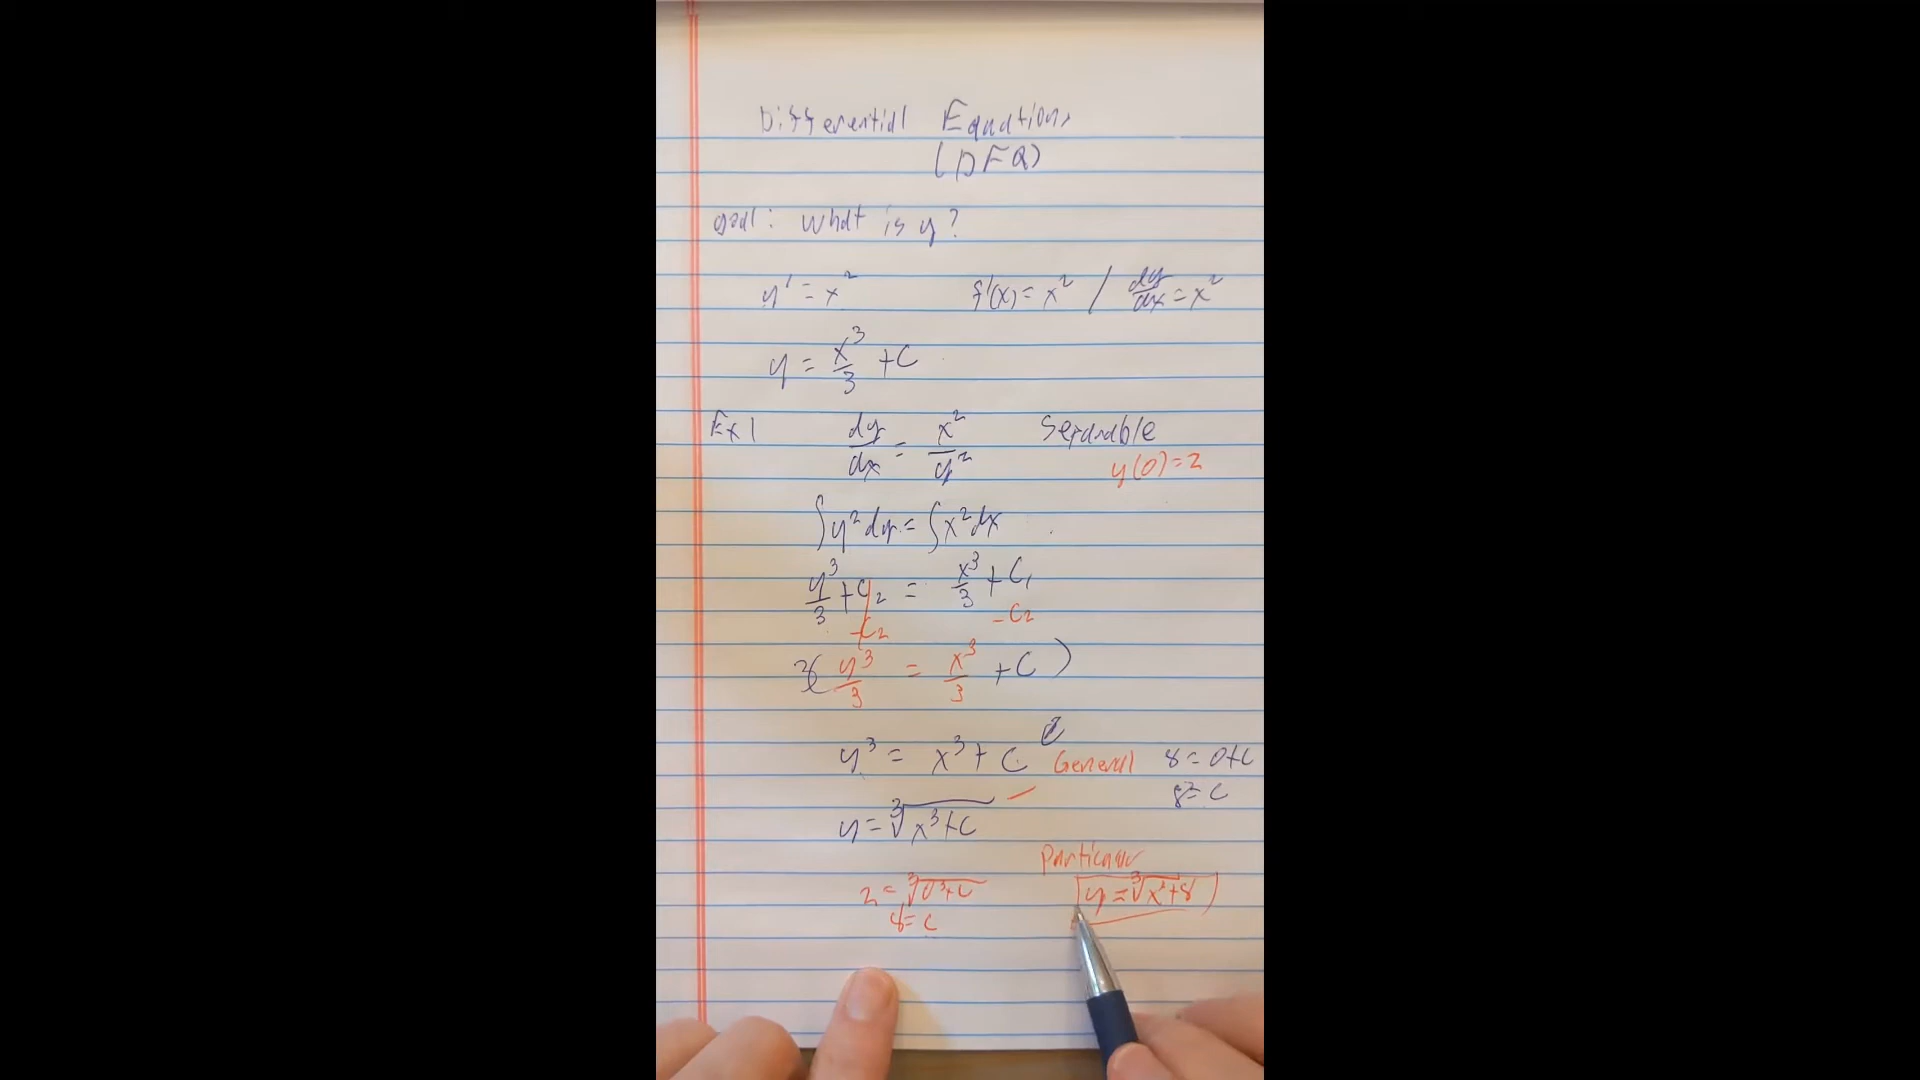 Differential Equations
(DFQ)
goal: What is y?
y' = x² f'(x) = x² / dy/dx = x²
y = x³/3 + C
Ex 1 dy/dx = x²/y² Separable
y(0) = 2
∫y² dy = ∫x² dx
y³/3 + C₂ = x³/3 + C₁
-C₂ -C₂
3( y³/3 = x³/3 + C )
y³ = x³ + C General 8 = 0 + C
8 = C
y = ∛(x³ + C)
Particular
2 = ∛(0³ + C) y = ∛(x³ + 8)
8 = C